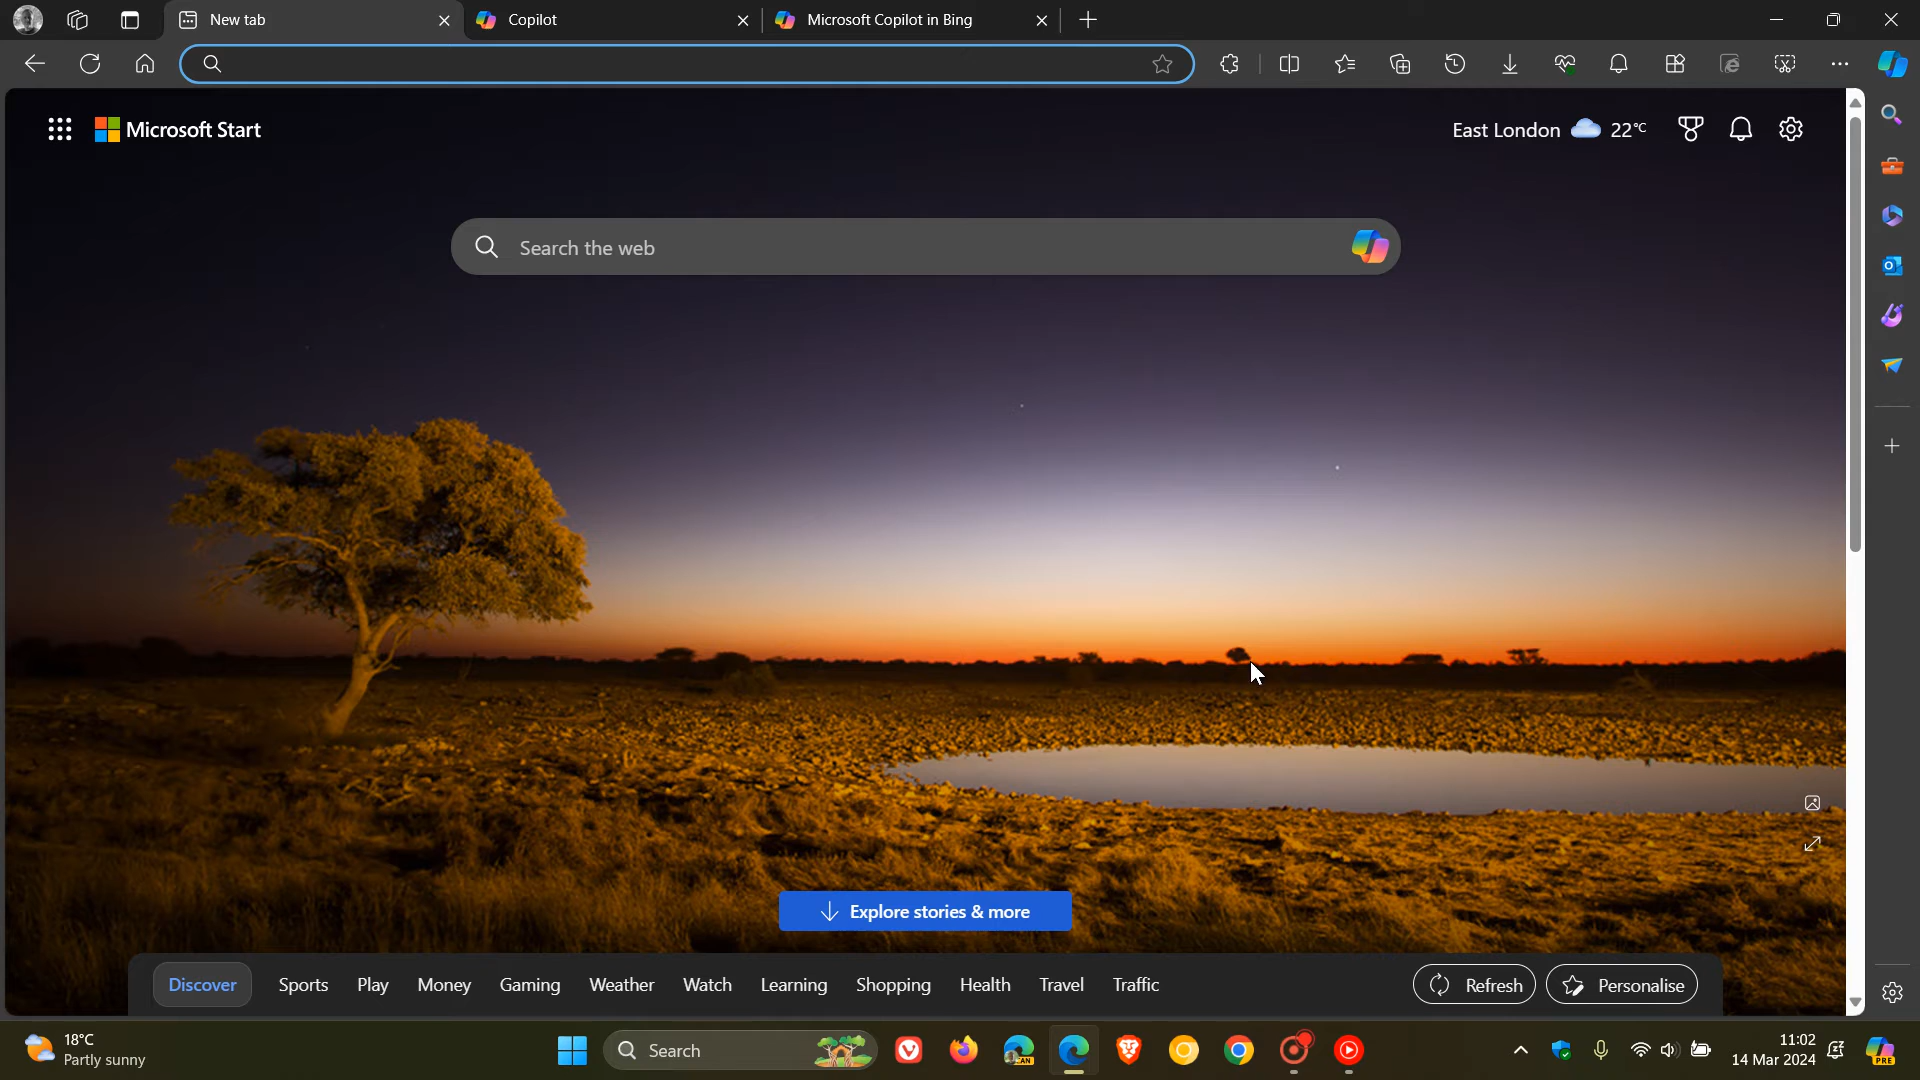 New tab
Copilot
Microsoft Copilot in Bing
Microsoft Start
East London 22°C
Search the web
Explore stories & more
Discover Sports Play Money Gaming Weather Watch Learning Shopping Health Travel Traffic Refresh Personalise
18°C
Partly sunny
Search
CAN
11:02
14 Mar 2024
PRE